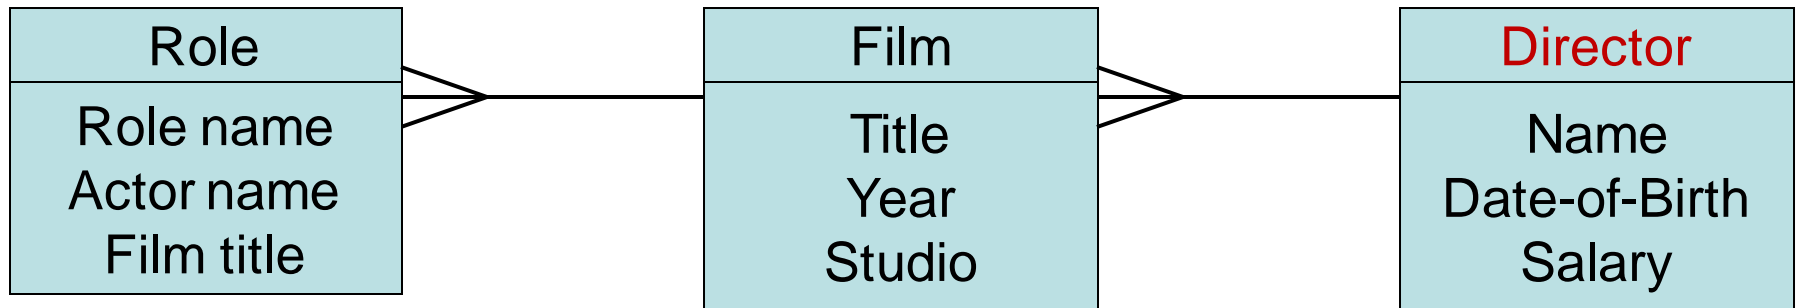 Role
Role name
Actor name
Film title
Film
Title
Year
Studio
Director
Name
Date-of-Birth
Salary